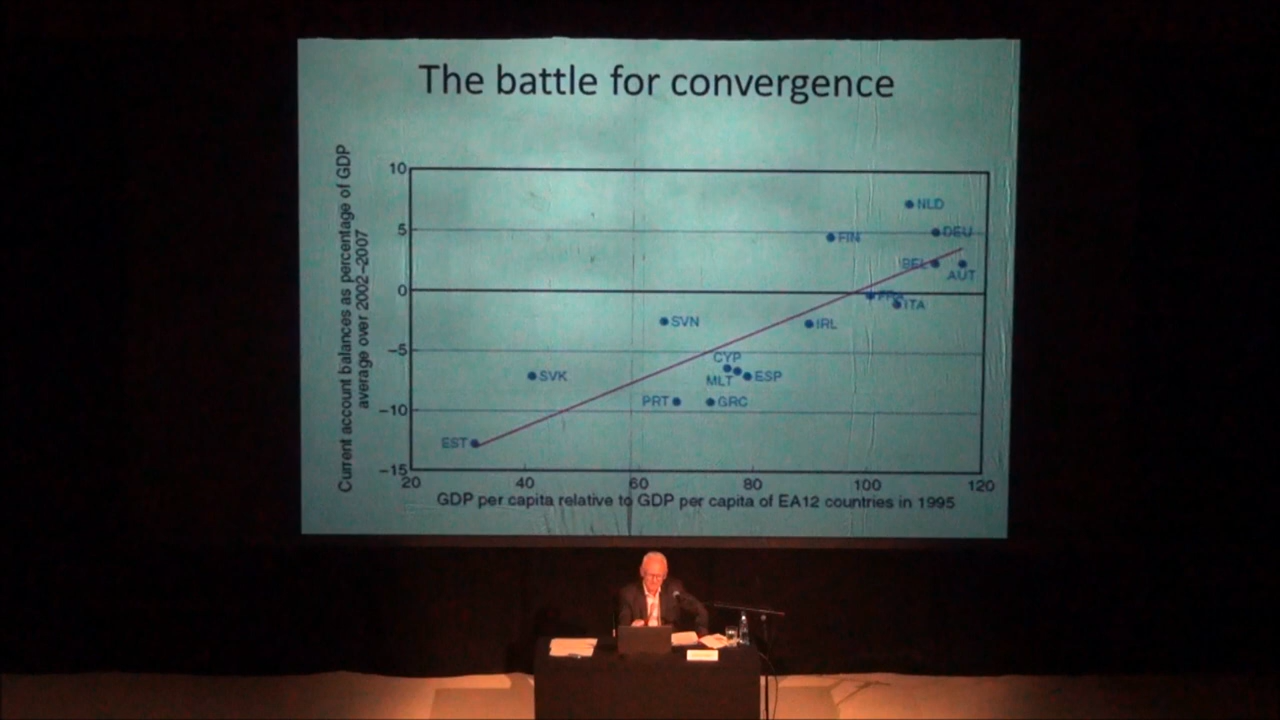 The battle for convergence
Current account balances as percentage of GDP
average over 2002–2007
10
5
0
−5
−10
−15
NLD
DEU
FIN
BEL
AUT
FRA
ITA
SVN
IRL
CYP
SVK
MLT
ESP
PRT
GRC
EST
20
40
60
80
100
120
GDP per capita relative to GDP per capita of EA12 countries in 1995